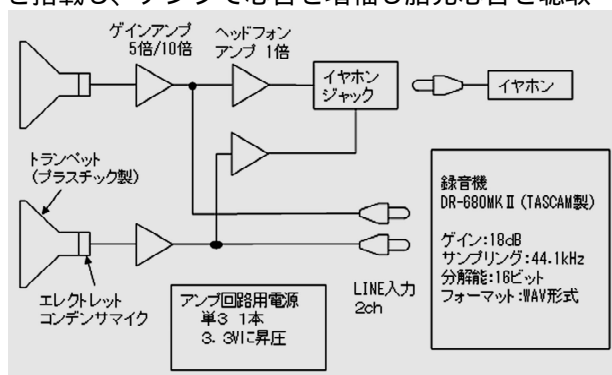 ゲインアンプ
5倍/10倍
ヘッドフォン
アンプ 1倍
イヤホン
ジャック
イヤホン
トランペット
(プラスチック製)
エレクトレット
コンデンサマイク
アンプ回路用電源
単3 1本
3.3Vに昇圧
LINE入力
2ch
録音機
DR-680MKⅡ(TASCAM製)
ゲイン:18dB
サンプリング:44.1kHz
分解能:16ビット
フォーマット:WAV形式